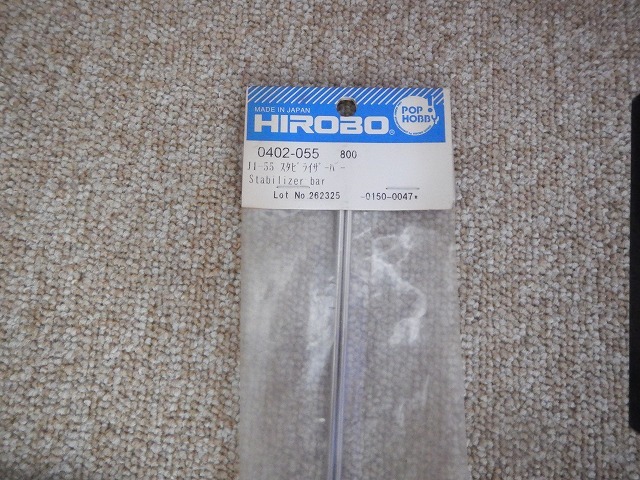 MADE IN JAPAN
HIROBO®
POP HOBBY!
0402-055 800
J1-55 ｽﾀﾋﾞﾗｲｻﾞｰﾊﾞｰ
Stabilizer bar
Lot No.262325 -0150-0047*